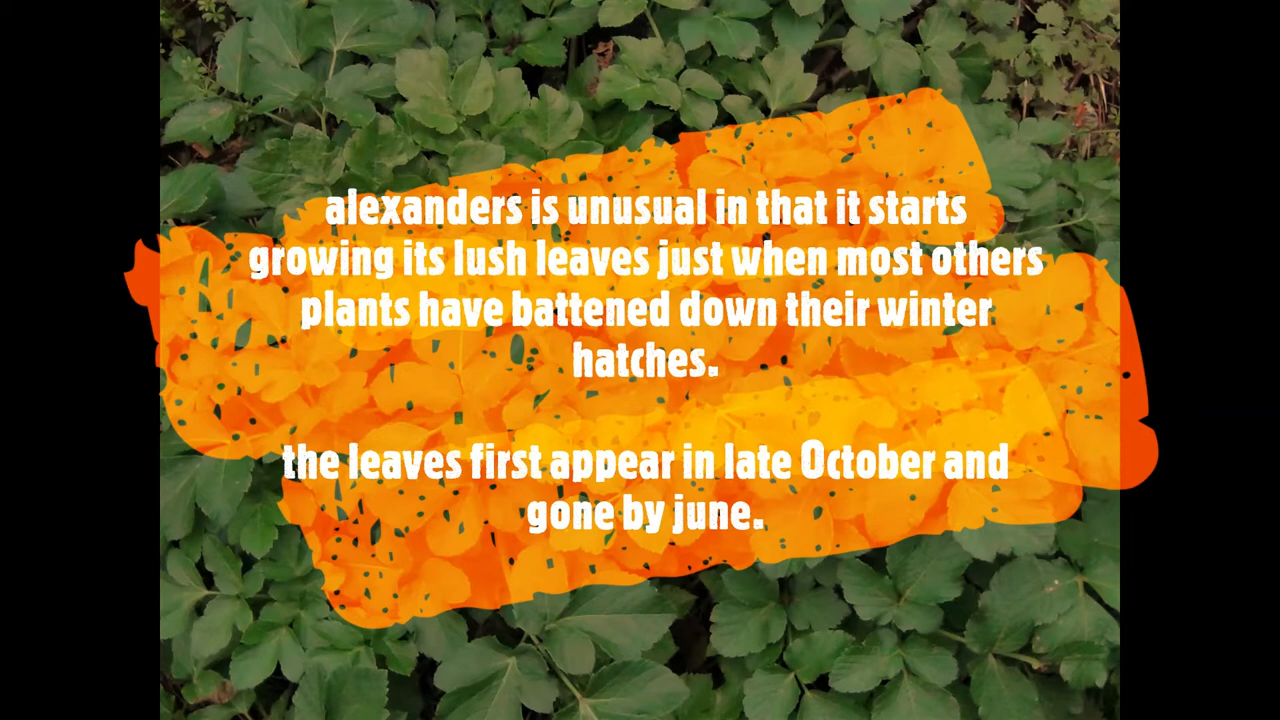 alexanders is unusual in that it starts
growing its lush leaves just when most others
plants have battened down their winter
hatches.
the leaves first appear in late October and
gone by june.